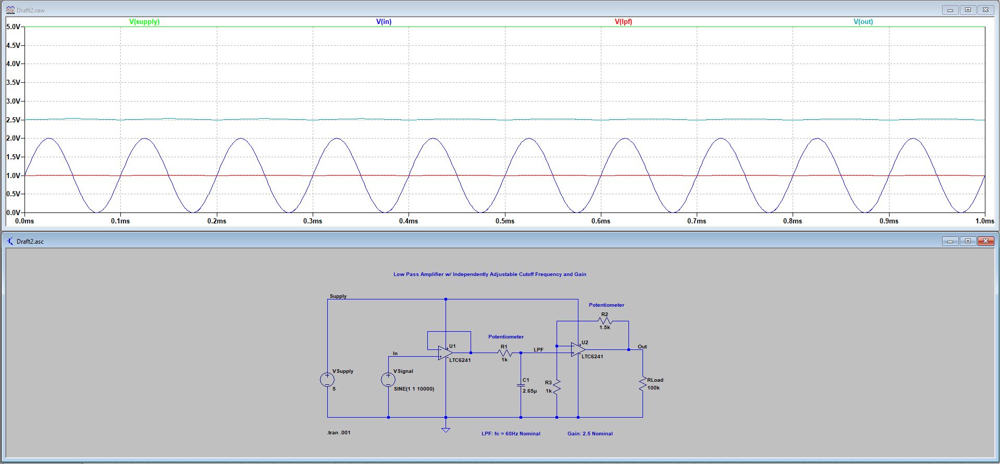 Draft2.raw
V(supply) V(in) V(lpf) V(out)
5.0V
4.5V
4.0V
3.5V
3.0V
2.5V
2.0V
1.5V
1.0V
0.5V
0.0V
0.0ms 0.1ms 0.2ms 0.3ms 0.4ms 0.5ms 0.6ms 0.7ms 0.8ms 0.9ms 1.0ms
Draft2.asc
Low Pass Amplifier w/ Independently Adjustable Cutoff Frequency and Gain
Supply
Potentiometer
R2
1.5k
Potentiometer
U1
R1
1k
LTC6241
LPF
U2
LTC6241
Out
In
VSupply
5
VSignal
SINE(1 1 10000)
C1
2.65µ
R3
1k
RLoad
100k
.tran .001
LPF: fc = 60Hz Nominal
Gain: 2.5 Nominal